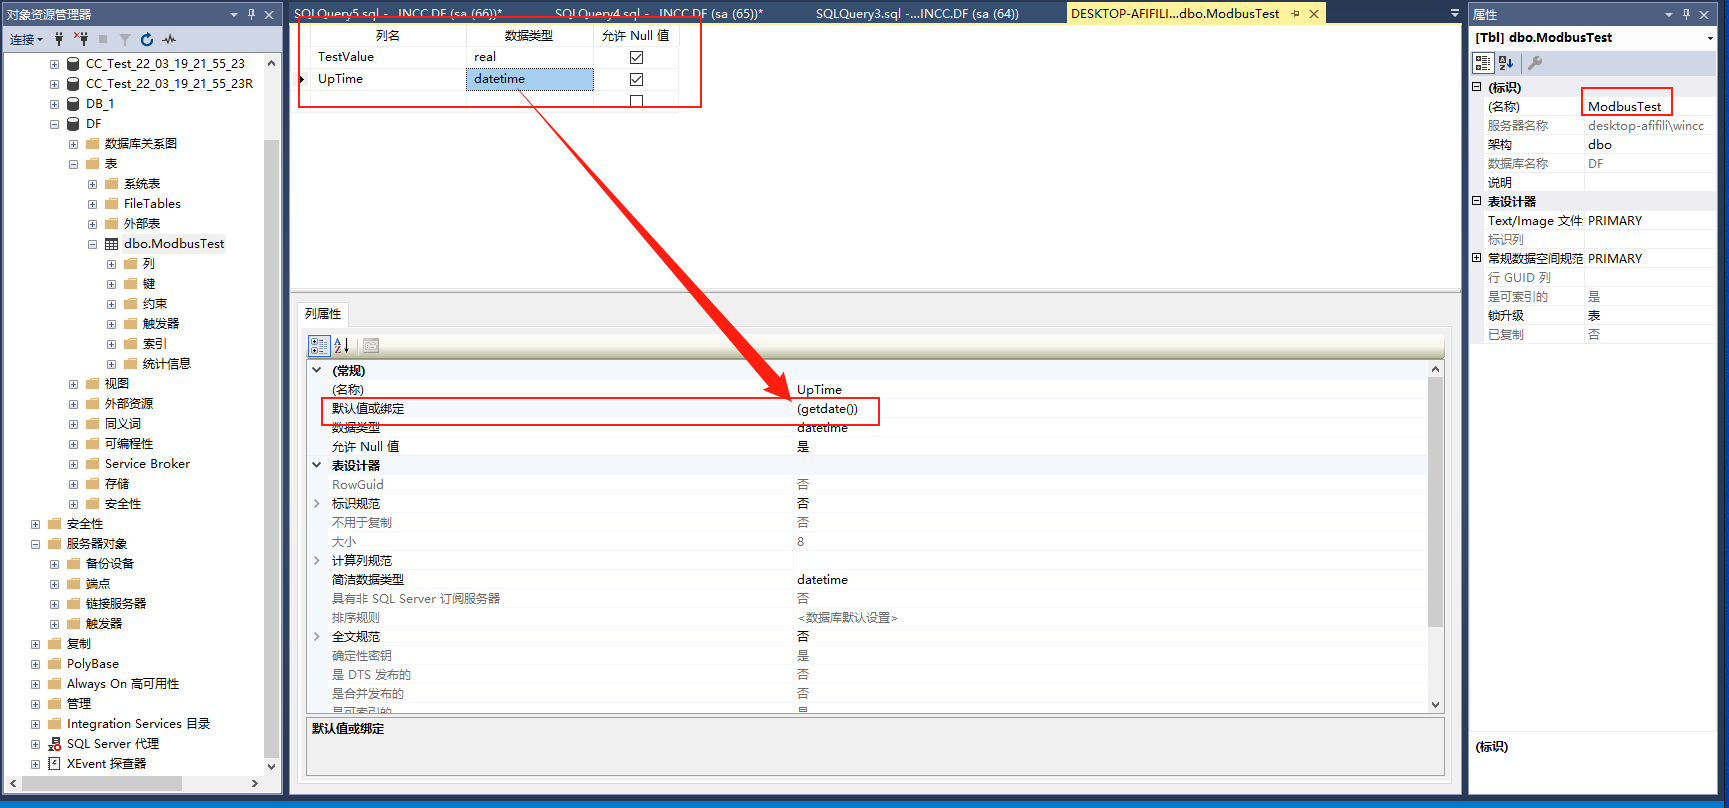 对象资源管理器
连接
CC_Test_22_03_19_21_55_23
CC_Test_22_03_19_21_55_23R
DB_1
DF
数据库关系图
表
系统表
FileTables
外部表
dbo.ModbusTest
列
键
约束
触发器
索引
统计信息
视图
外部资源
同义词
可编程性
Service Broker
存储
安全性
安全性
服务器对象
备份设备
端点
链接服务器
触发器
复制
PolyBase
Always On 高可用性
管理
Integration Services 目录
SQL Server 代理
XEvent 探查器
SQLQuery5.sql -...INCC.DF (sa (66))*
SQLQuery4.sql -...INCC.DF (sa (65))*
SQLQuery3.sql -...INCC.DF (sa (64))
DESKTOP-AFIFILI...dbo.ModbusTest
列名 数据类型 允许 Null 值
TestValue real
UpTime datetime
列属性
(常规)
(名称) UpTime
默认值或绑定 (getdate())
数据类型 datetime
允许 Null 值 是
表设计器
RowGuid 否
标识规范 否
不用于复制 否
大小 8
计算列规范
简洁数据类型 datetime
具有非 SQL Server 订阅服务器 否
排序规则 <数据库默认设置>
全文规范 否
确定性密钥 是
是 DTS 发布的 否
是合并发布的 否
是可索引的 是
默认值或绑定
属性
[Tbl] dbo.ModbusTest
(标识)
(名称) ModbusTest
服务器名称 desktop-afifili\wincc
架构 dbo
数据库名称 DF
说明
表设计器
Text/Image 文件 PRIMARY
标识列
常规数据空间规范 PRIMARY
行 GUID 列
是可索引的 是
锁升级 表
已复制 否
(标识)